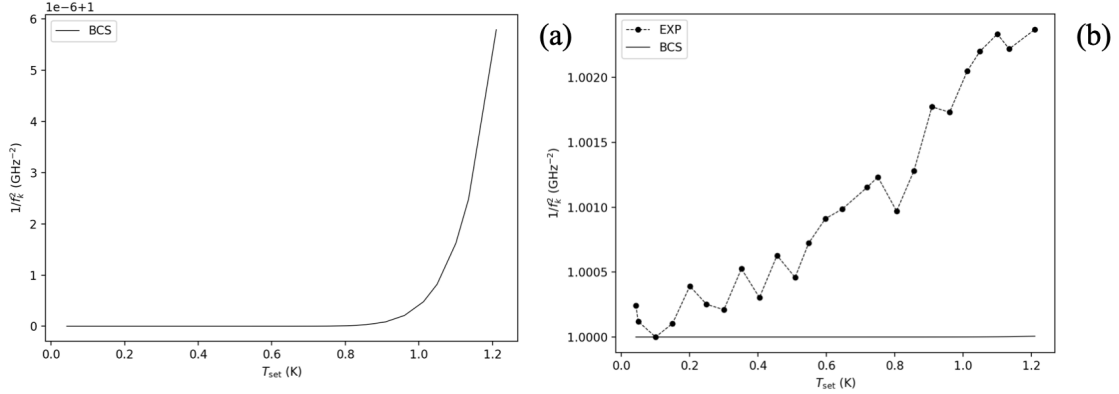 1e-6+1
BCS
(a)
6
5
4
3
2
1
0
1/f_k^2 (GHz^−2)
0.0 0.2 0.4 0.6 0.8 1.0 1.2
T_set (K)
EXP
BCS
(b)
1.0020
1.0015
1.0010
1.0005
1.0000
1/f_k^2 (GHz^−2)
0.0 0.2 0.4 0.6 0.8 1.0 1.2
T_set (K)